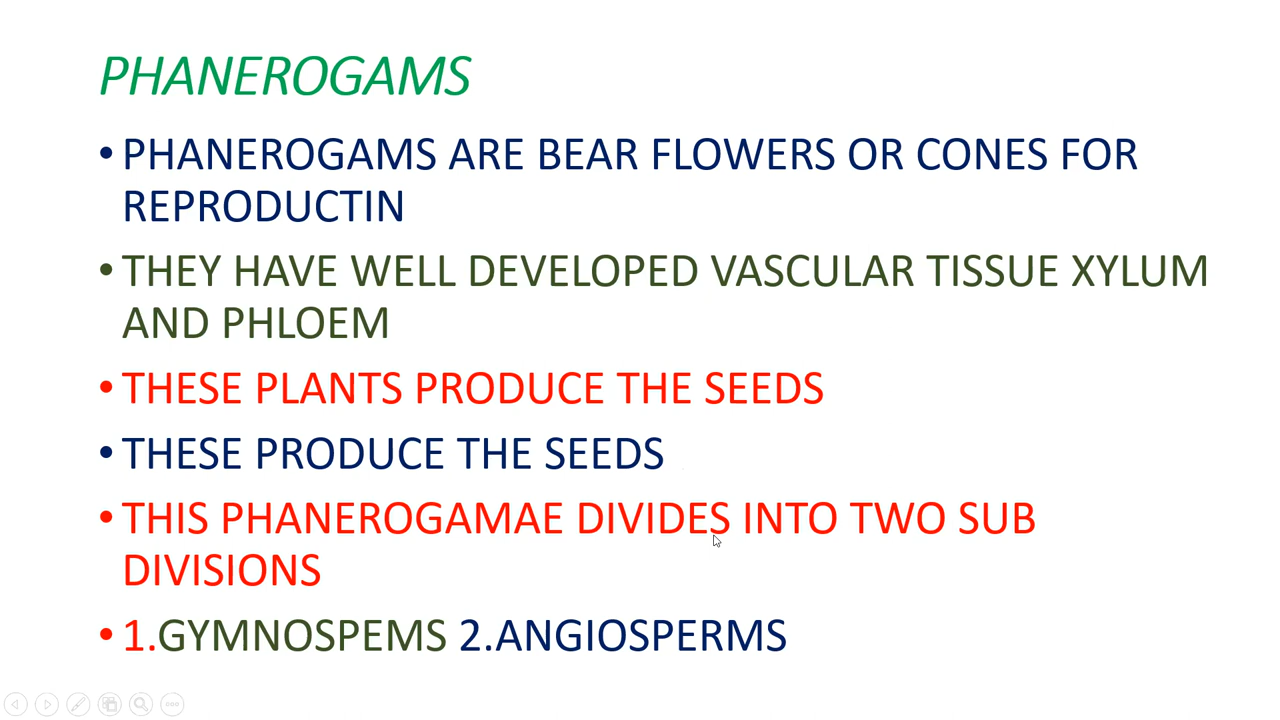 PHANEROGAMS
• PHANEROGAMS ARE BEAR FLOWERS OR CONES FOR
REPRODUCTIN
• THEY HAVE WELL DEVELOPED VASCULAR TISSUE XYLUM
AND PHLOEM
• THESE PLANTS PRODUCE THE SEEDS
• THESE PRODUCE THE SEEDS
• THIS PHANEROGAMAE DIVIDES INTO TWO SUB
DIVISIONS
• 1.GYMNOSPEMS 2.ANGIOSPERMS